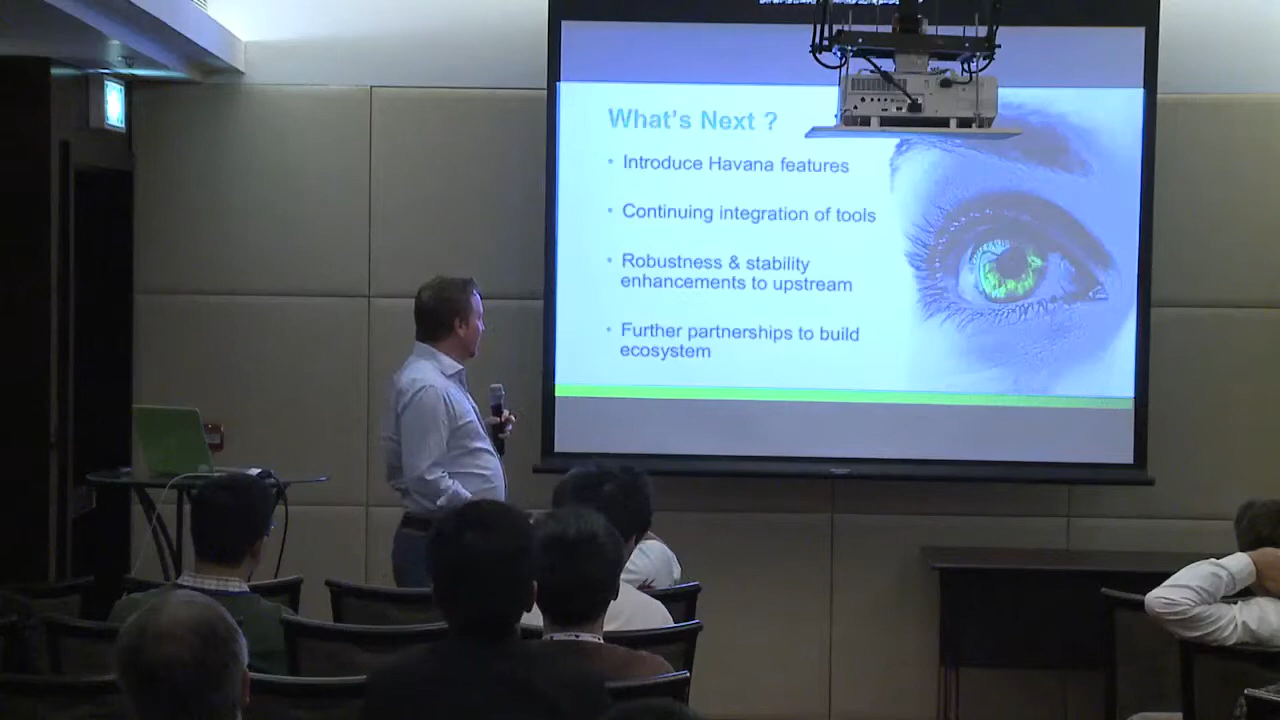 What's Next ?
• Introduce Havana features
• Continuing integration of tools
• Robustness & stability
enhancements to upstream
• Further partnerships to build
ecosystem